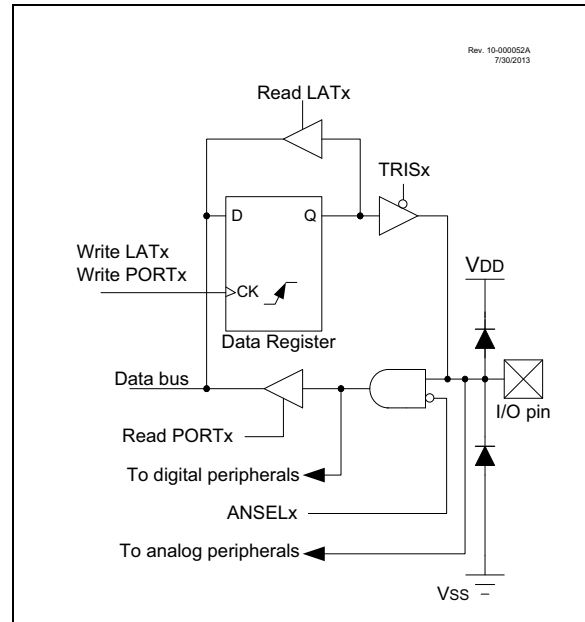 Rev. 10-000052A
7/30/2013
Read LATx
TRISx
D Q
Write LATx
Write PORTx
CK
VDD
Data Register
Data bus
I/O pin
Read PORTx
To digital peripherals
ANSELx
To analog peripherals
VSS